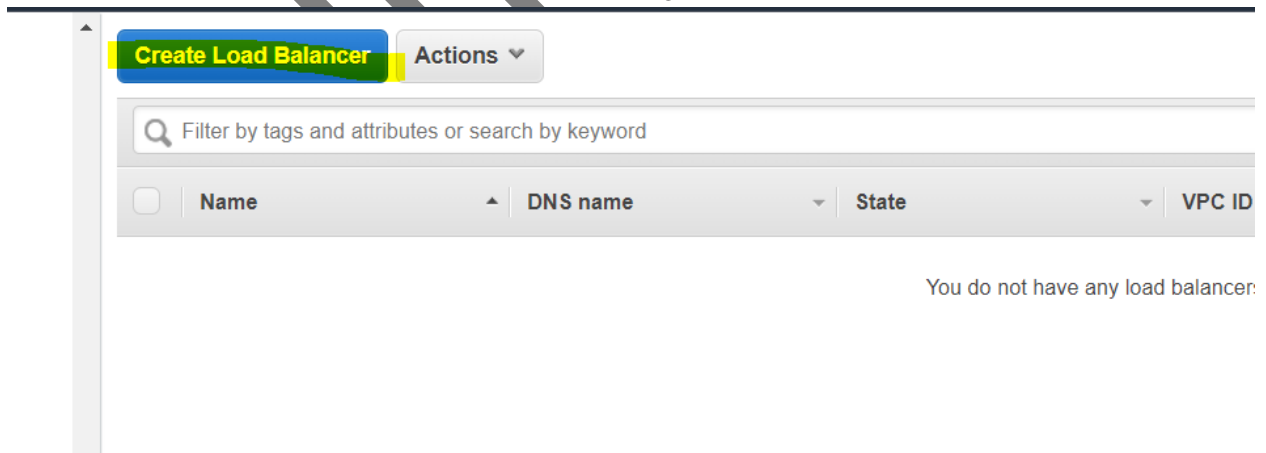 Create Load Balancer Actions
Filter by tags and attributes or search by keyword
Name DNS name State VPC ID
You do not have any load balancers